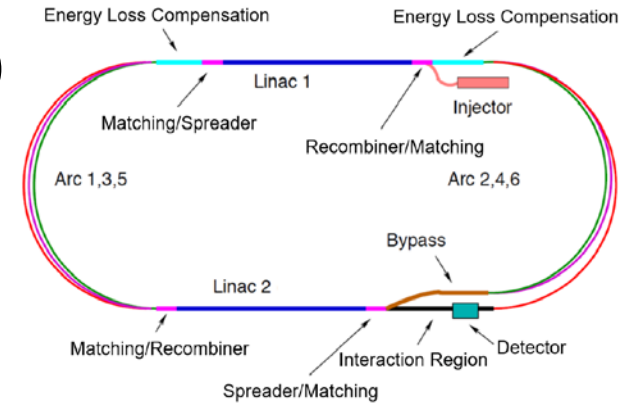 Energy Loss Compensation
Energy Loss Compensation
Linac 1
Injector
Matching/Spreader
Recombiner/Matching
Arc 1,3,5
Arc 2,4,6
Bypass
Linac 2
Matching/Recombiner
Interaction Region
Detector
Spreader/Matching